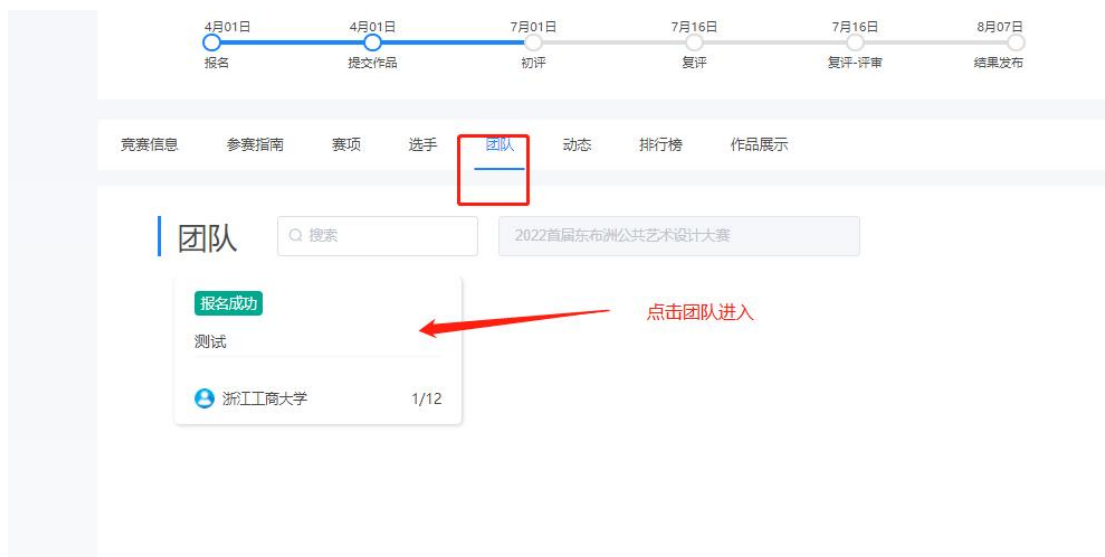 4月01日 4月01日 7月01日 7月16日 7月16日 8月07日
报名 提交作品 初评 复评 复评-评审 结果发布
竞赛信息 参赛指南 赛项 选手 团队 动态 排行榜 作品展示
团队 搜索 2022首届东布洲公共艺术设计大赛
报名成功
点击团队进入
测试
浙江工商大学 1/12